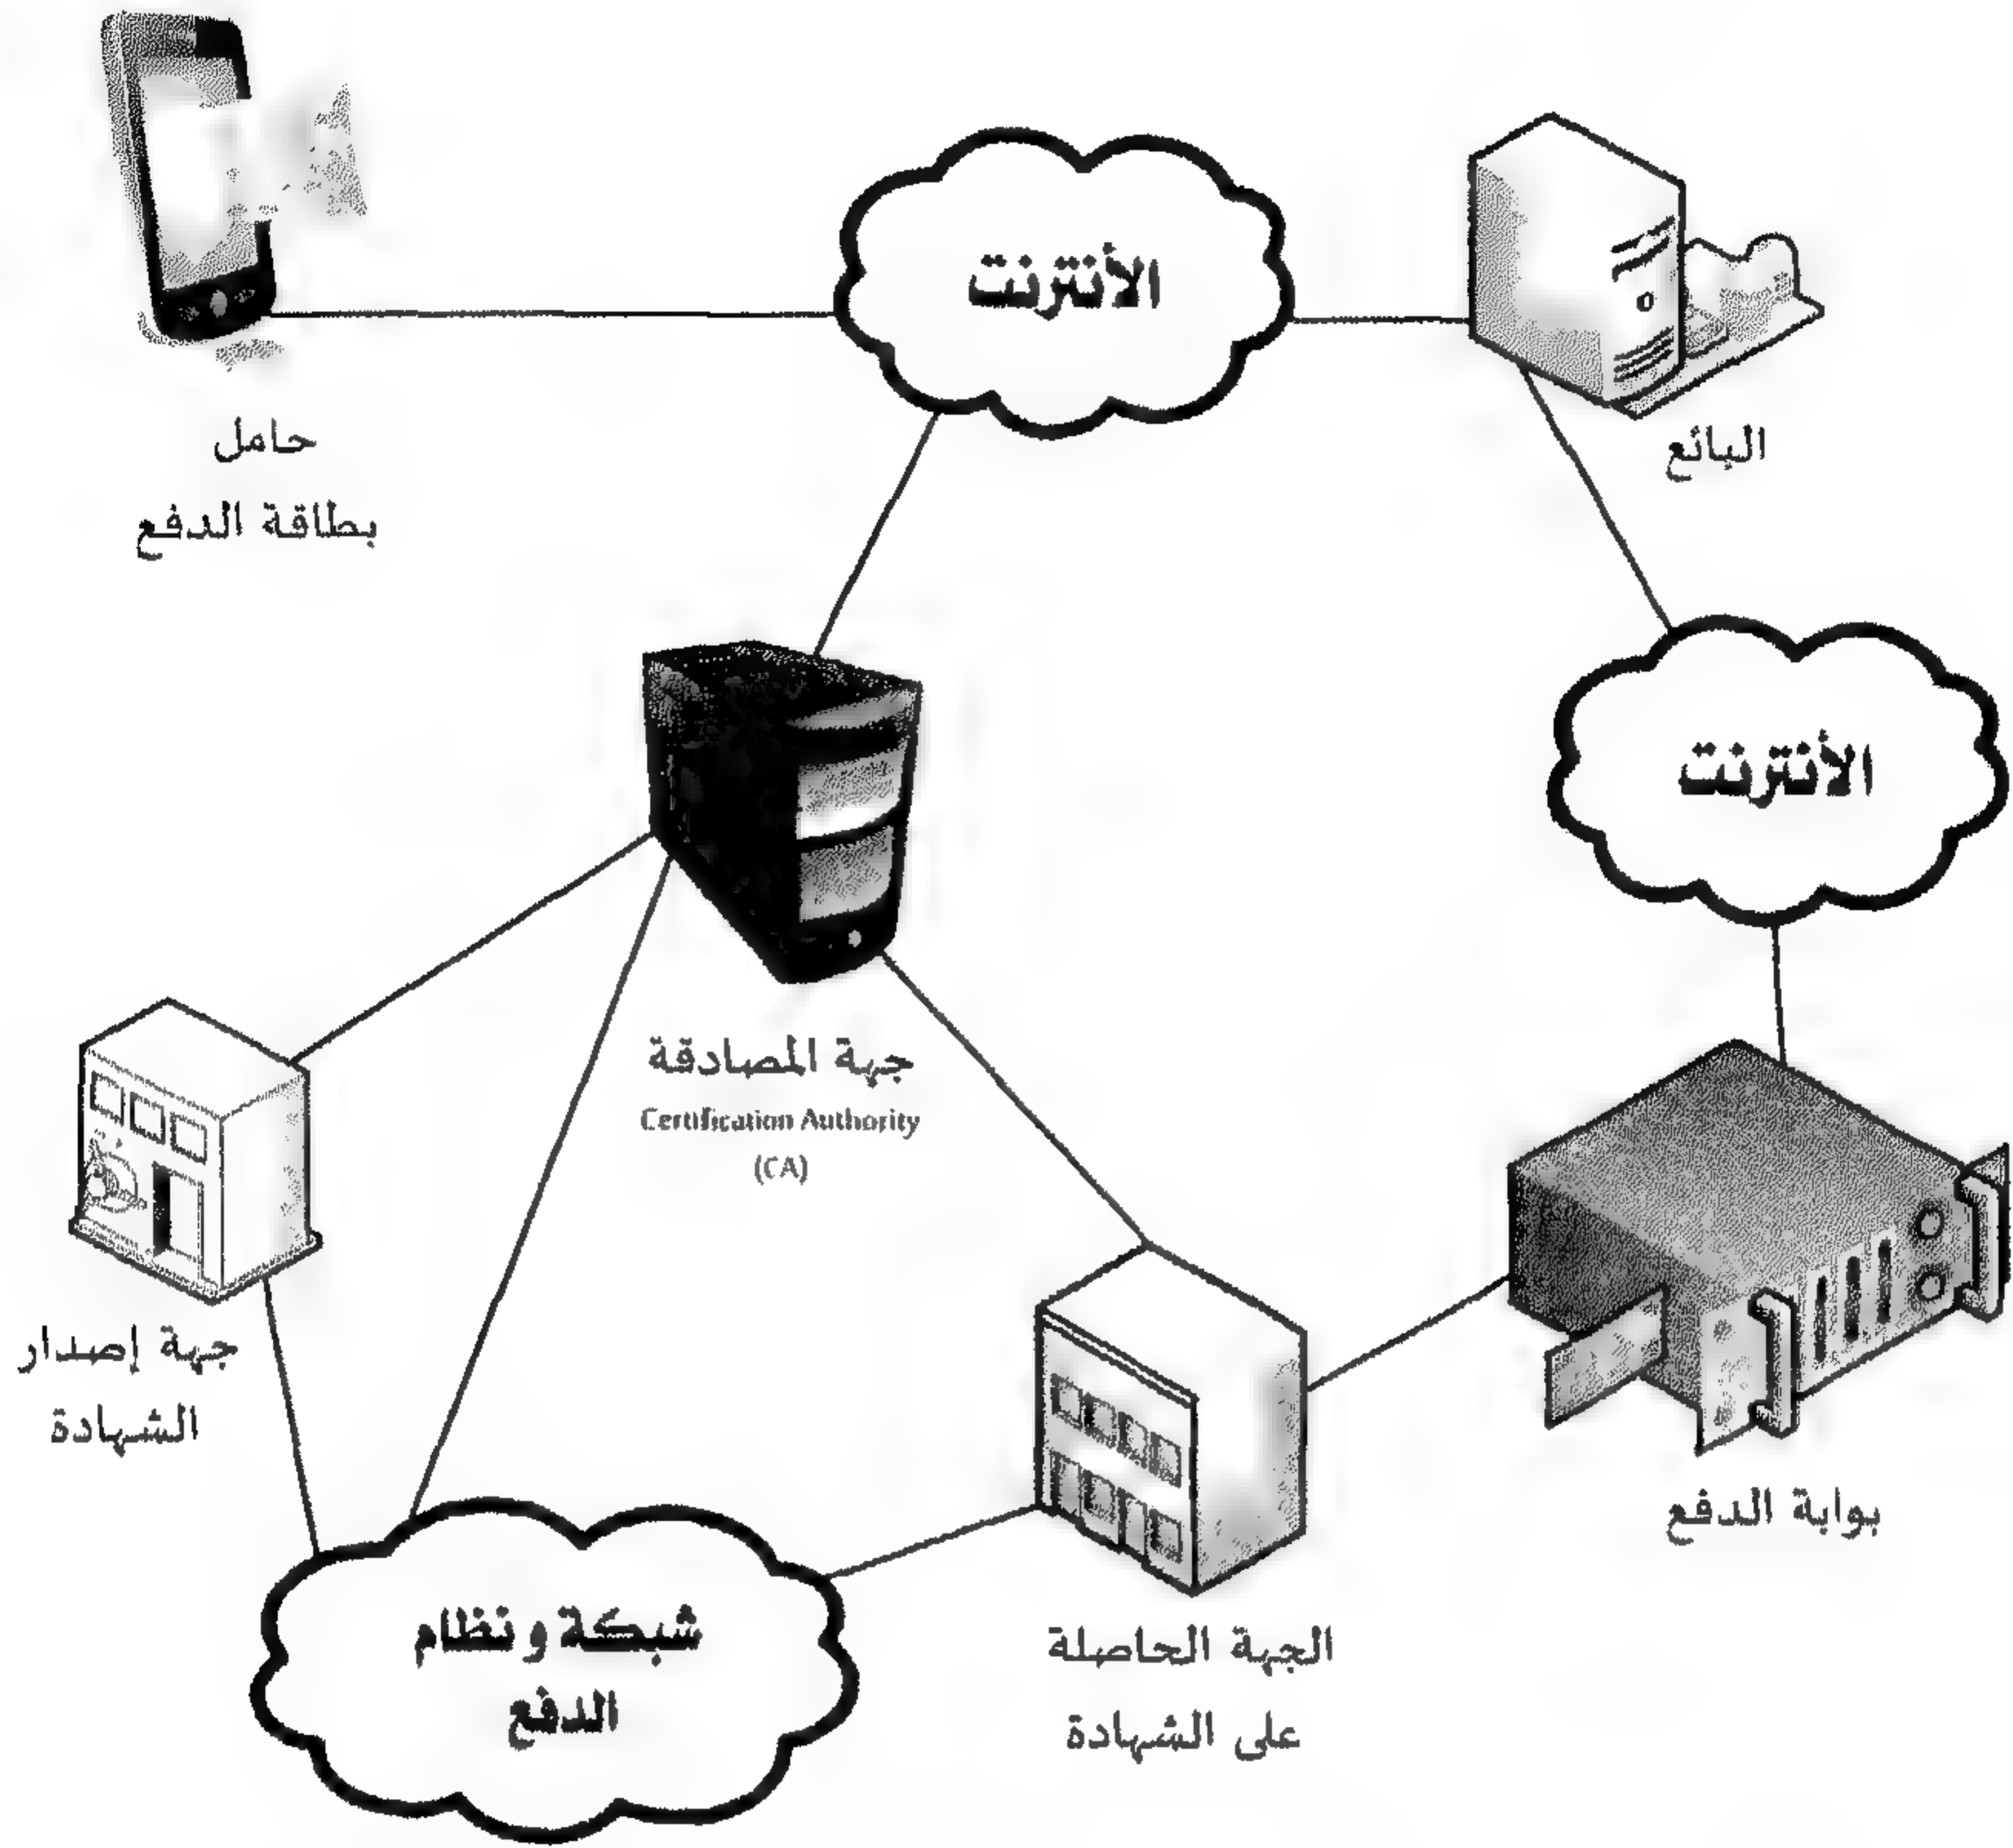 الأنترنت
حامل
بطاقة الدفع
البائع
الأنترنت
جهة المصادقة
Certification Authority
(CA)
جهة إصدار
الشهادة
بوابة الدفع
شبكة و نظام
الدفع
الجهة الحاصلة
على الشهادة